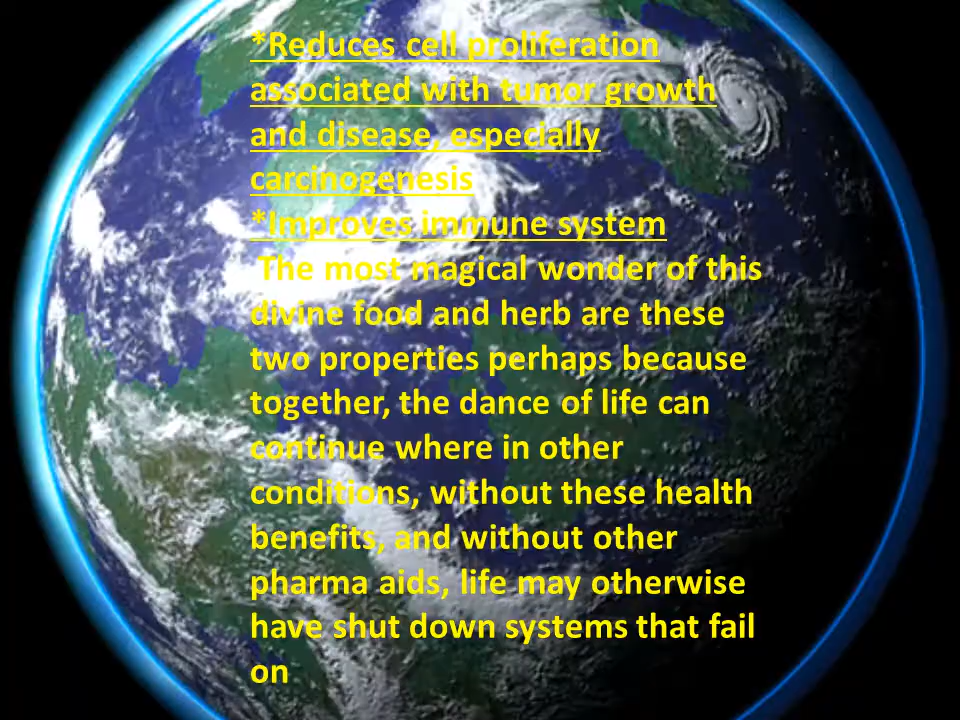 *Reduces cell proliferation
associated with tumor growth
and disease, especially
carcinogenesis
*Improves immune system
The most magical wonder of this
divine food and herb are these
two properties perhaps because
together, the dance of life can
continue where in other
conditions, without these health
benefits, and without other
pharma aids, life may otherwise
have shut down systems that fail
on